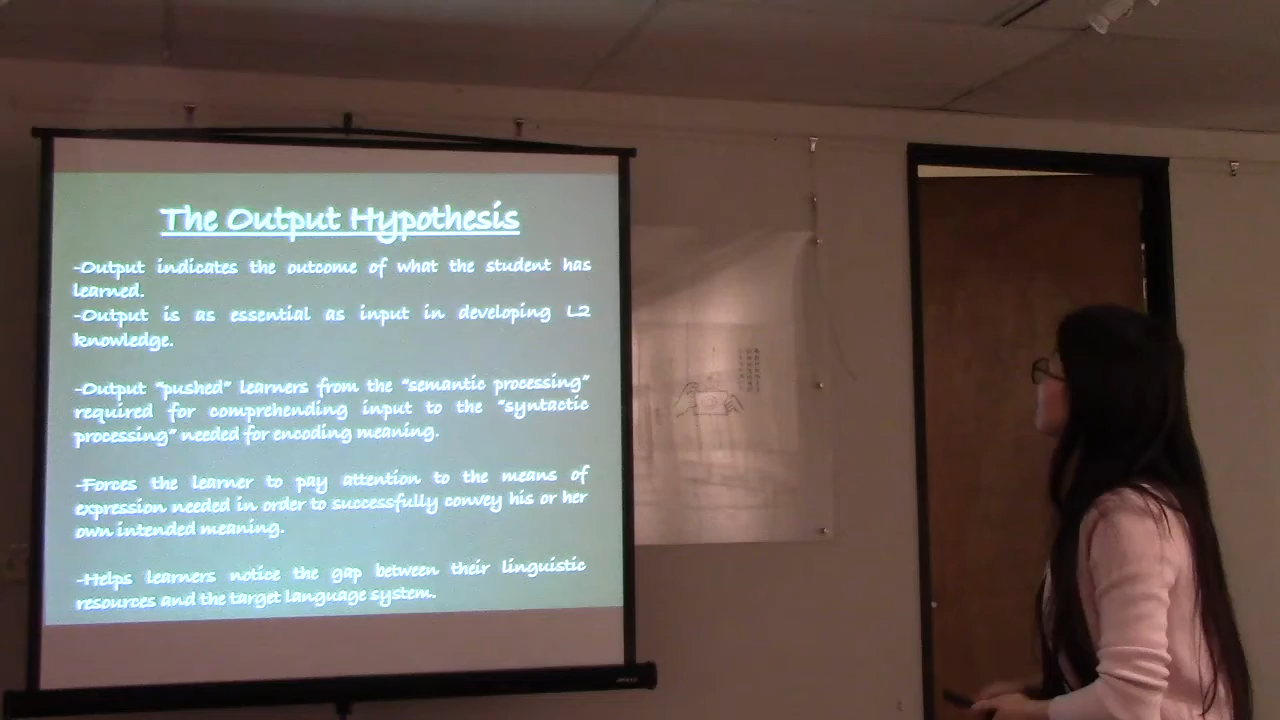 The Output Hypothesis
-Output indicates the outcome of what the student has
learned.
-Output is as essential as input in developing L2
knowledge.
-Output "pushed" learners from the "semantic processing"
required for comprehending input to the "syntactic
processing" needed for encoding meaning.
-Forces the learner to pay attention to the means of
expression needed in order to successfully convey his or her
own intended meaning.
-Helps learners notice the gap between their linguistic
resources and the target language system.